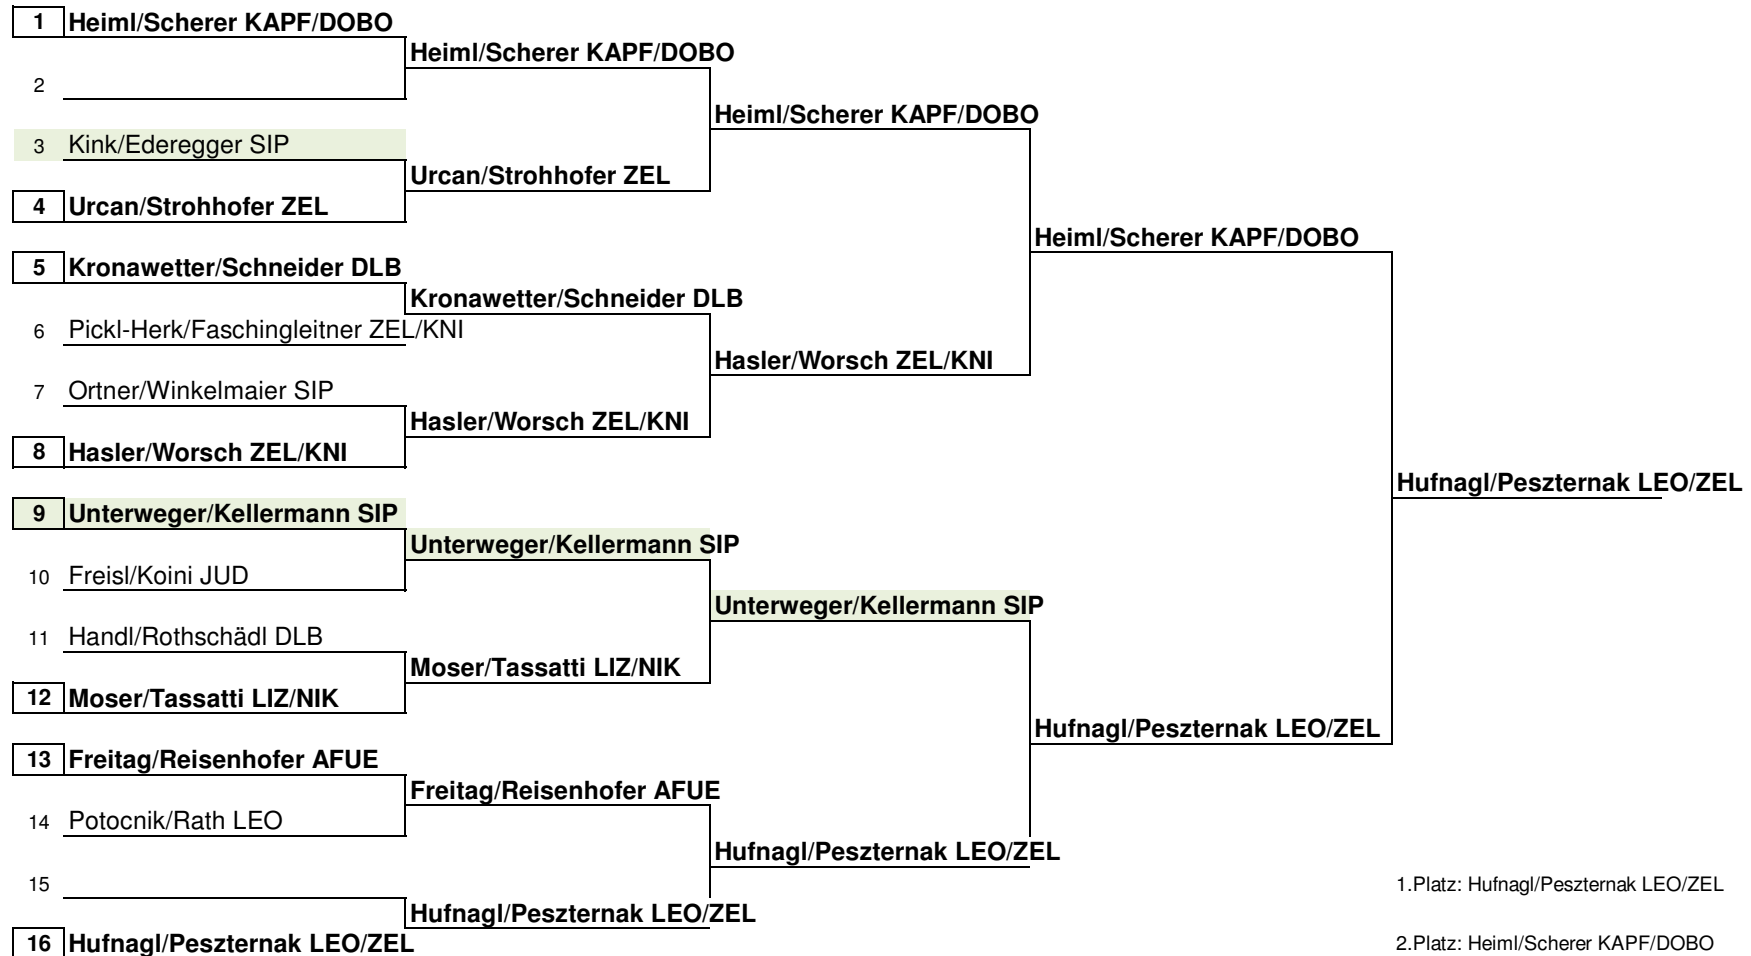 1 Heiml/Scherer KAPF/DOBO
Heiml/Scherer KAPF/DOBO
2
Heiml/Scherer KAPF/DOBO
3 Kink/Ederegger SIP
Urcan/Strohhofer ZEL
4 Urcan/Strohhofer ZEL
Heiml/Scherer KAPF/DOBO
5 Kronawetter/Schneider DLB
Kronawetter/Schneider DLB
6 Pickl-Herk/Faschingleitner ZEL/KNI
Hasler/Worsch ZEL/KNI
7 Ortner/Winkelmaier SIP
Hasler/Worsch ZEL/KNI
8 Hasler/Worsch ZEL/KNI
Hufnagl/Peszternak LEO/ZEL
9 Unterweger/Kellermann SIP
Unterweger/Kellermann SIP
10 Freisl/Koini JUD
Unterweger/Kellermann SIP
11 Handl/Rothschädl DLB
Moser/Tassatti LIZ/NIK
12 Moser/Tassatti LIZ/NIK
Hufnagl/Peszternak LEO/ZEL
13 Freitag/Reisenhofer AFUE
Freitag/Reisenhofer AFUE
14 Potocnik/Rath LEO
Hufnagl/Peszternak LEO/ZEL
15
1.Platz: Hufnagl/Peszternak LEO/ZEL
Hufnagl/Peszternak LEO/ZEL
16 Hufnagl/Peszternak LEO/ZEL
2.Platz: Heiml/Scherer KAPF/DOBO